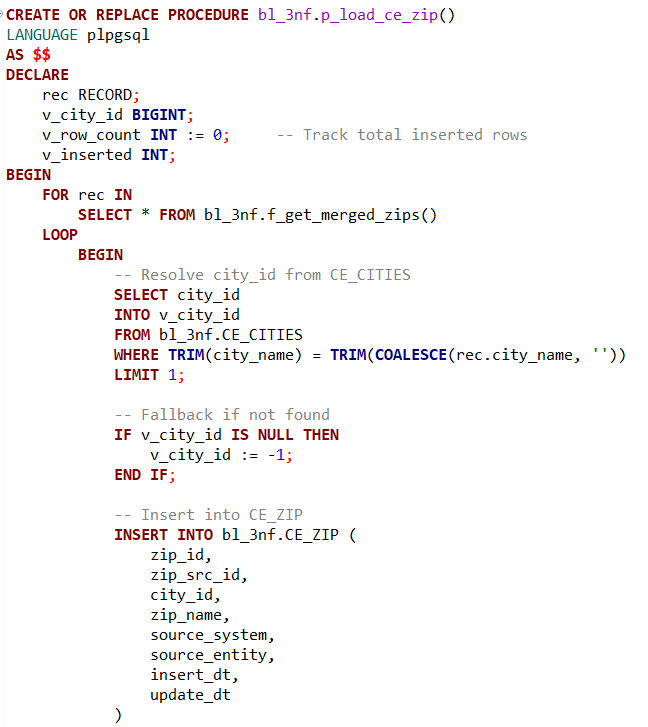 CREATE OR REPLACE PROCEDURE bl_3nf.p_load_ce_zip()
LANGUAGE plpgsql
AS $$
DECLARE
    rec RECORD;
    v_city_id BIGINT;
    v_row_count INT := 0;     -- Track total inserted rows
    v_inserted INT;
BEGIN
    FOR rec IN
        SELECT * FROM bl_3nf.f_get_merged_zips()
    LOOP
        BEGIN
            -- Resolve city_id from CE_CITIES
            SELECT city_id
            INTO v_city_id
            FROM bl_3nf.CE_CITIES
            WHERE TRIM(city_name) = TRIM(COALESCE(rec.city_name, ''))
            LIMIT 1;

            -- Fallback if not found
            IF v_city_id IS NULL THEN
                v_city_id := -1;
            END IF;

            -- Insert into CE_ZIP
            INSERT INTO bl_3nf.CE_ZIP (
                zip_id,
                zip_src_id,
                city_id,
                zip_name,
                source_system,
                source_entity,
                insert_dt,
                update_dt
            )